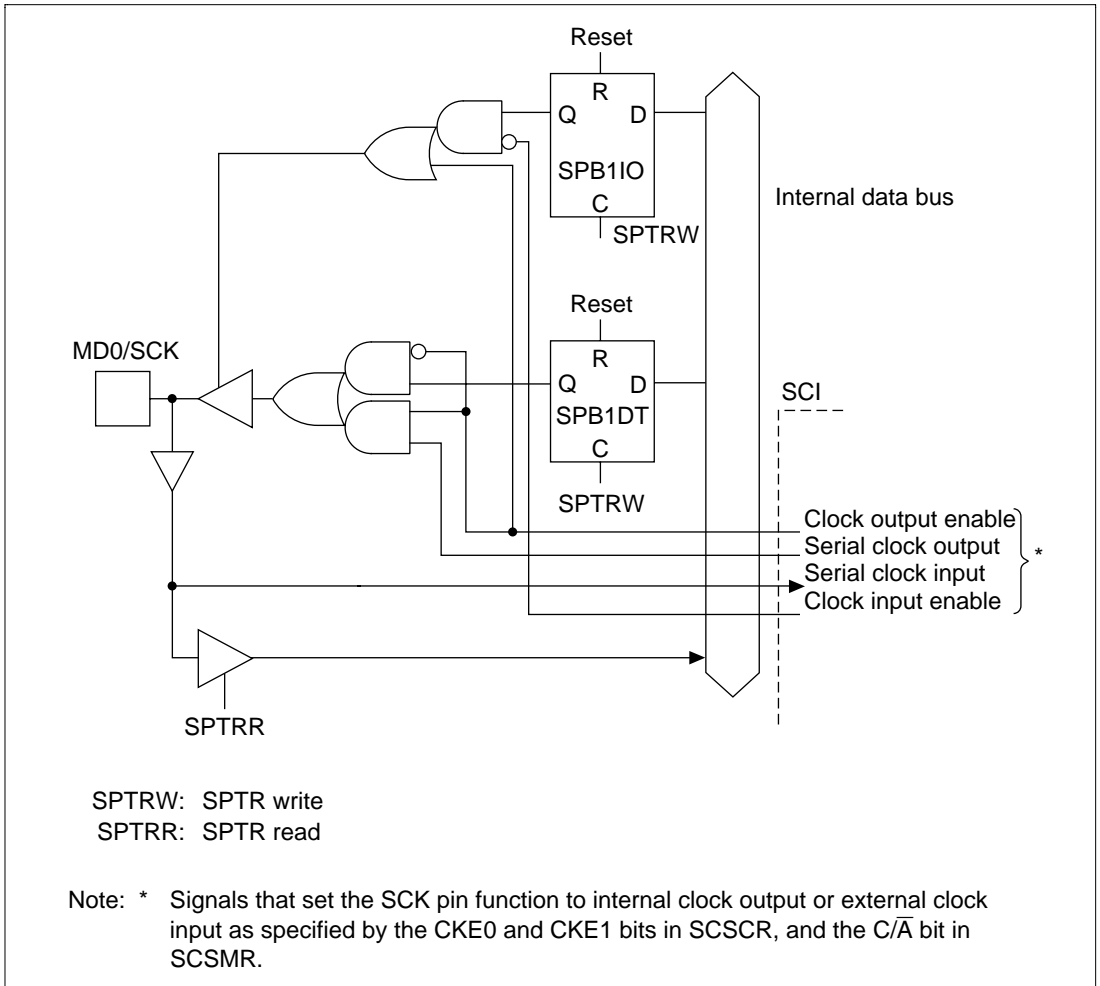 Reset
R
Q D
SPB1IO
C
SPTRW
Internal data bus
Reset
MD0/SCK
R
Q D
SPB1DT
C
SPTRW
SCI
Clock output enable
Serial clock output
*
Serial clock input
Clock input enable
SPTRR
SPTRW: SPTR write
SPTRR: SPTR read
Note: * Signals that set the SCK pin function to internal clock output or external clock
input as specified by the CKE0 and CKE1 bits in SCSCR, and the C/A̅ bit in
SCSMR.